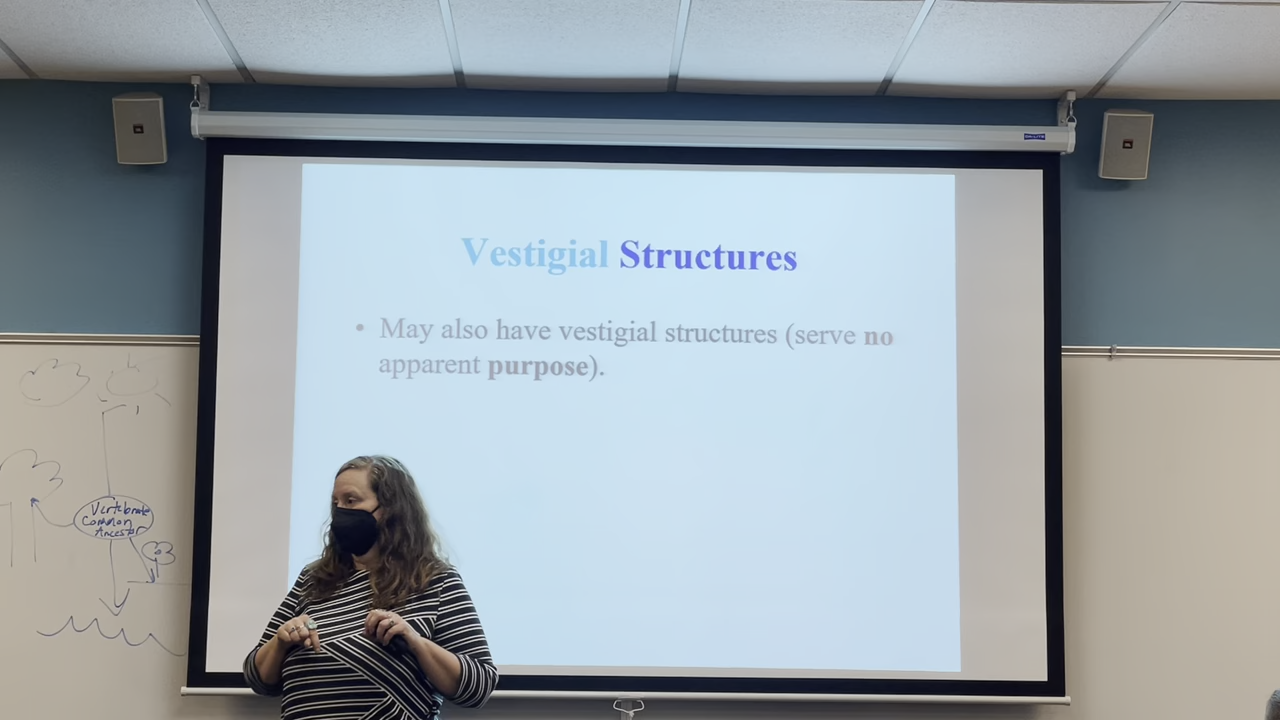 Vestigial Structures
• May also have vestigial structures (serve no
apparent purpose).
Vertebrate
Common
Ancestor